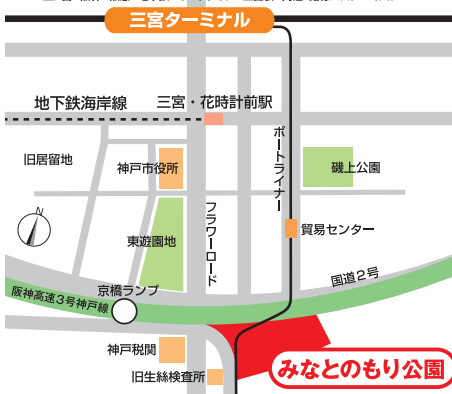 三宮ターミナル
地下鉄海岸線
三宮・花時計前駅
旧居留地
神戸市役所
ポートライナー
磯上公園
N
東遊園地
フラワーロード
貿易センター
国道2号
阪神高速3号神戸線
京橋ランプ
神戸税関
旧生絲検査所
みなとのもり公園